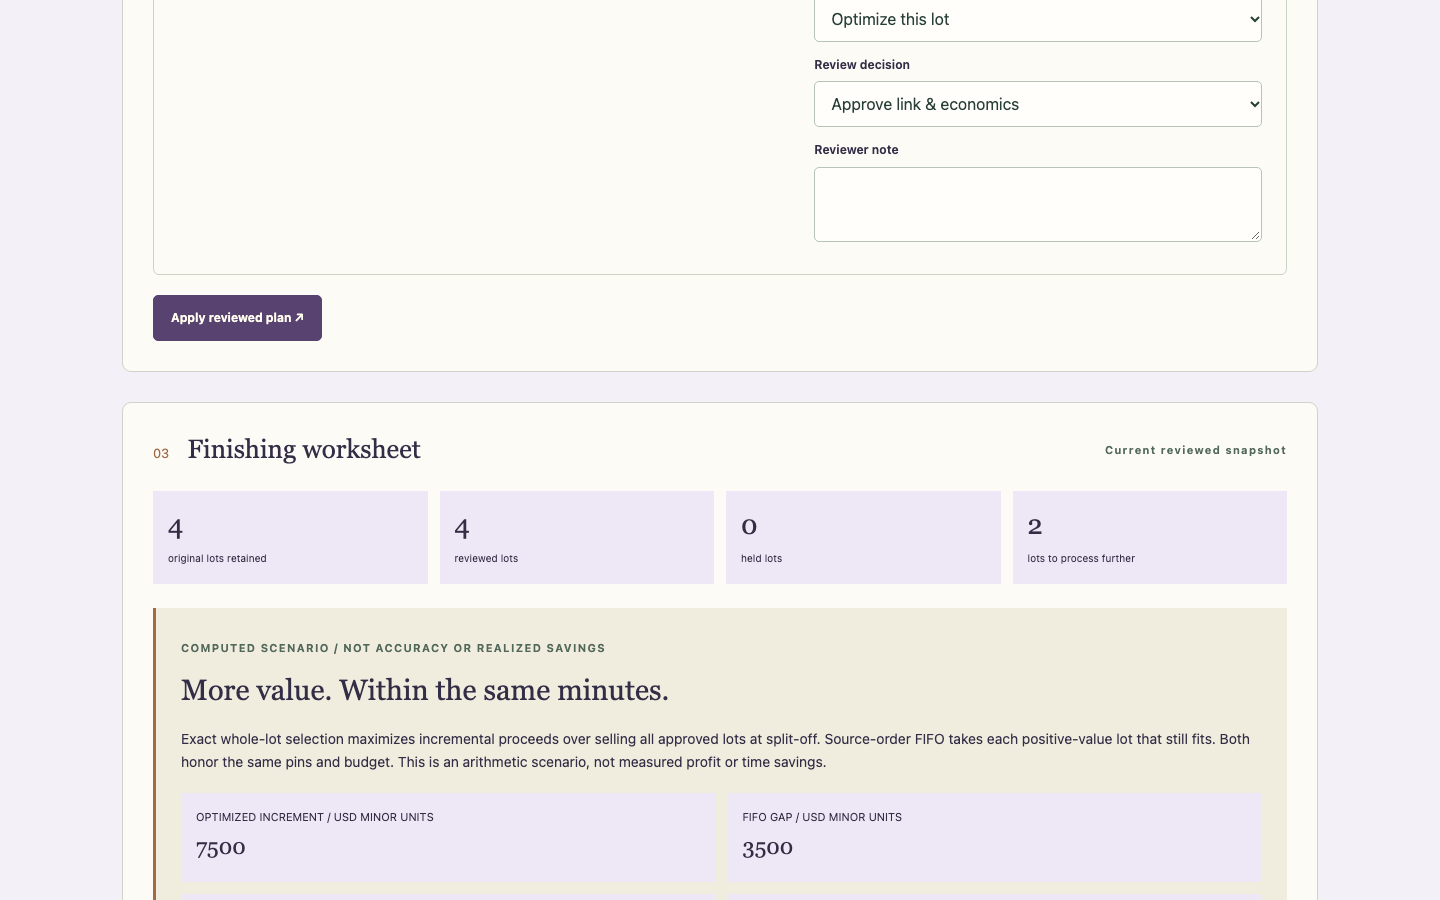 Optimize this lot
Review decision
Approve link & economics
Reviewer note
Apply reviewed plan ↗
03 Finishing worksheet
Current reviewed snapshot
4
original lots retained
4
reviewed lots
0
held lots
2
lots to process further
COMPUTED SCENARIO / NOT ACCURACY OR REALIZED SAVINGS
More value. Within the same minutes.
Exact whole-lot selection maximizes incremental proceeds over selling all approved lots at split-off. Source-order FIFO takes each positive-value lot that still fits. Both
honor the same pins and budget. This is an arithmetic scenario, not measured profit or time savings.
OPTIMIZED INCREMENT / USD MINOR UNITS
7500
FIFO GAP / USD MINOR UNITS
3500